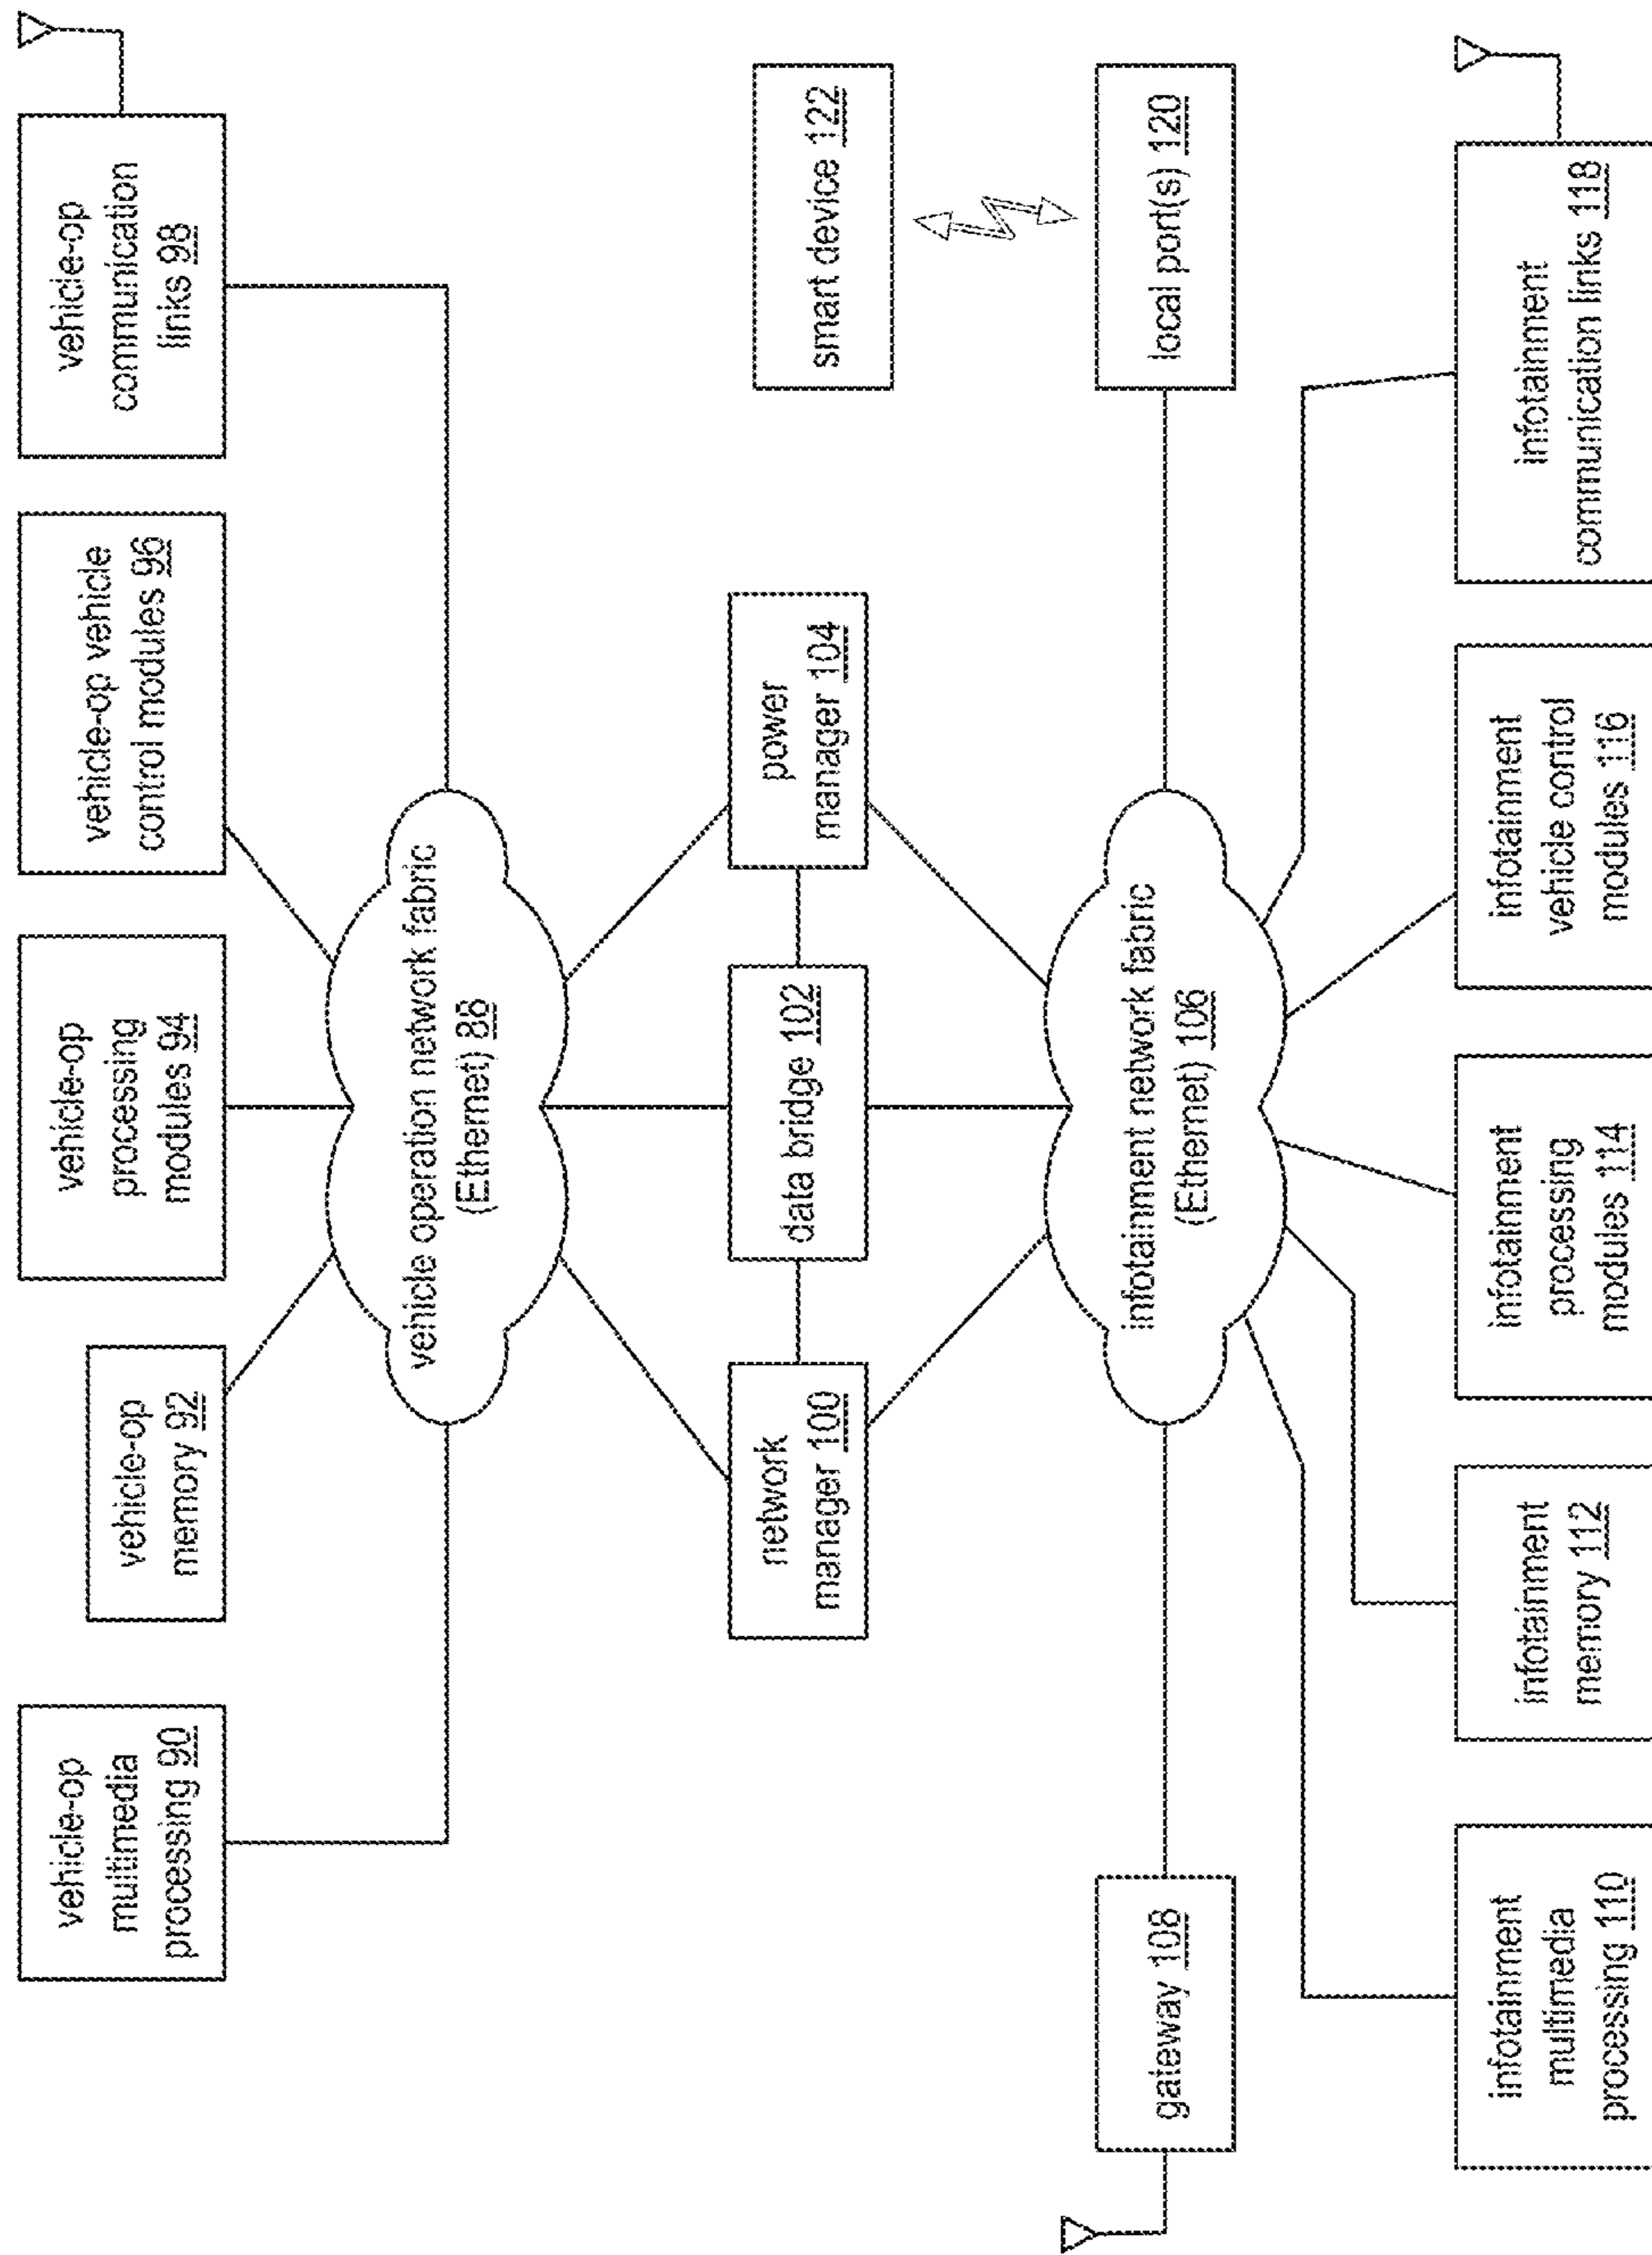 vehicle-op
multimedia
processing 90
vehicle-op
memory 92
vehicle-op
processing
modules 94
vehicle-op vehicle
control modules 96
vehicle-op
communication
links 98
vehicle operation network fabric
(Ethernet) 88
network
manager 100
data bridge 102
power
manager 104
smart device 122
gateway 108
infotainment network fabric
(Ethernet) 106
local port(s) 120
infotainment
multimedia
processing 110
infotainment
memory 112
infotainment
processing
modules 114
infotainment
vehicle control
modules 116
infotainment
communication links 118